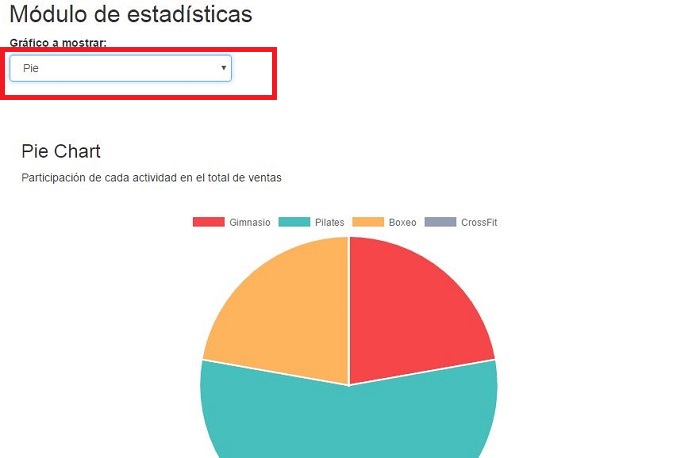 Módulo de estadísticas
Gráfico a mostrar:
Pie
Pie Chart
Participación de cada actividad en el total de ventas
Gimnasio Pilates Boxeo CrossFit